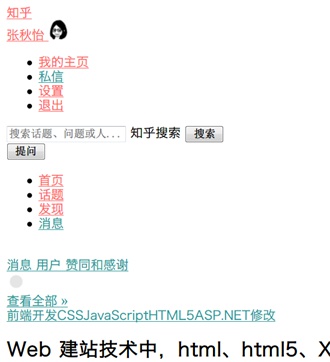 知乎
张秋怡
我的主页
私信
设置
退出
搜索话题、问题或人... 知乎搜索 搜索
提问
首页
话题
发现
消息
消息 用户 赞同和感谢
查看全部 »
前端开发CSSJavaScriptHTML5ASP.NET修改
Web 建站技术中，html、html5、X